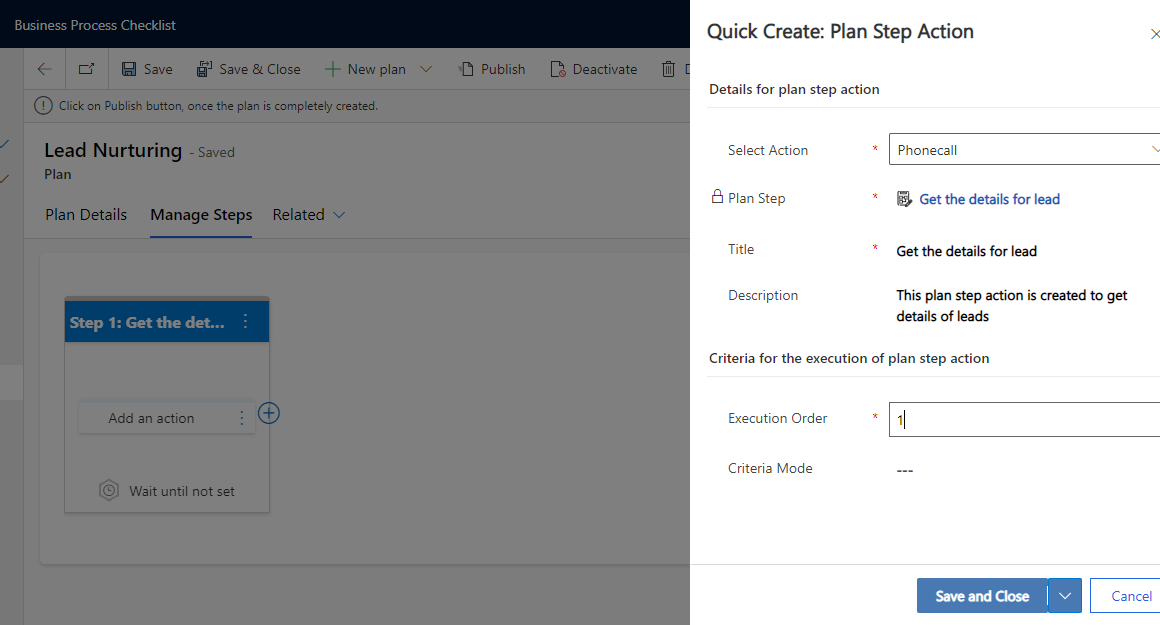 Business Process Checklist
Save
Save & Close
New plan
Publish
Deactivate
Click on Publish button, once the plan is completely created.
Lead Nurturing - Saved
Plan
Plan Details
Manage Steps
Related
Step 1: Get the det...
Add an action
Wait until not set
Quick Create: Plan Step Action
Details for plan step action
Select Action * Phonecall
Plan Step * Get the details for lead
Title * Get the details for lead
Description This plan step action is created to get
details of leads
Criteria for the execution of plan step action
Execution Order * 1
Criteria Mode ---
Save and Close
Cancel